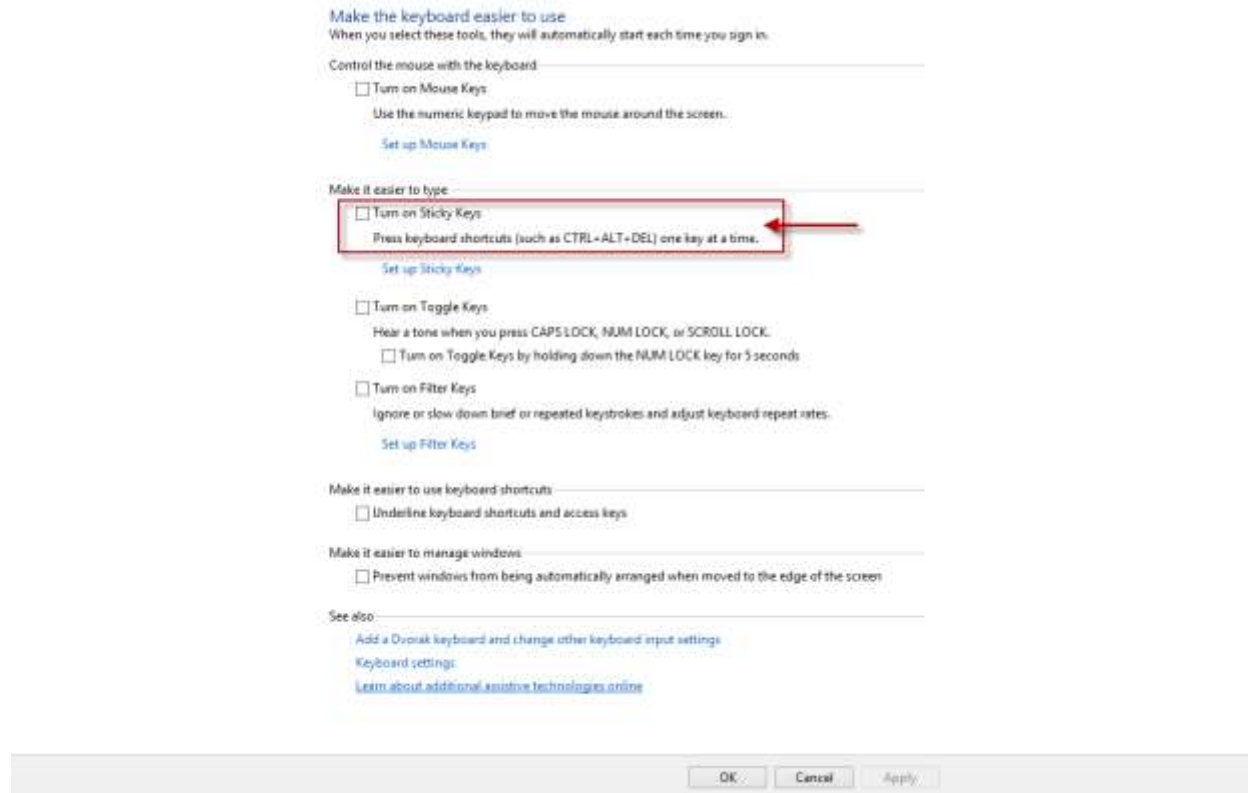 Make the keyboard easier to use
When you select these tools, they will automatically start each time you sign in.
Control the mouse with the keyboard
Turn on Mouse Keys
Use the numeric keypad to move the mouse around the screen.
Set up Mouse Keys
Make it easier to type
Turn on Sticky Keys
Press keyboard shortcuts (such as CTRL+ALT+DEL) one key at a time.
Set up Sticky Keys
Turn on Toggle Keys
Hear a tone when you press CAPS LOCK, NUM LOCK, or SCROLL LOCK.
Turn on Toggle Keys by holding down the NUM LOCK key for 5 seconds
Turn on Filter Keys
Ignore or slow down brief or repeated keystrokes and adjust keyboard repeat rates.
Set up Filter Keys
Make it easier to use keyboard shortcuts
Underline keyboard shortcuts and access keys
Make it easier to manage windows
Prevent windows from being automatically arranged when moved to the edge of the screen
See also
Add a Dvorak keyboard and change other keyboard input settings
Keyboard settings
Learn about additional assistive technologies online
OK Cancel Apply